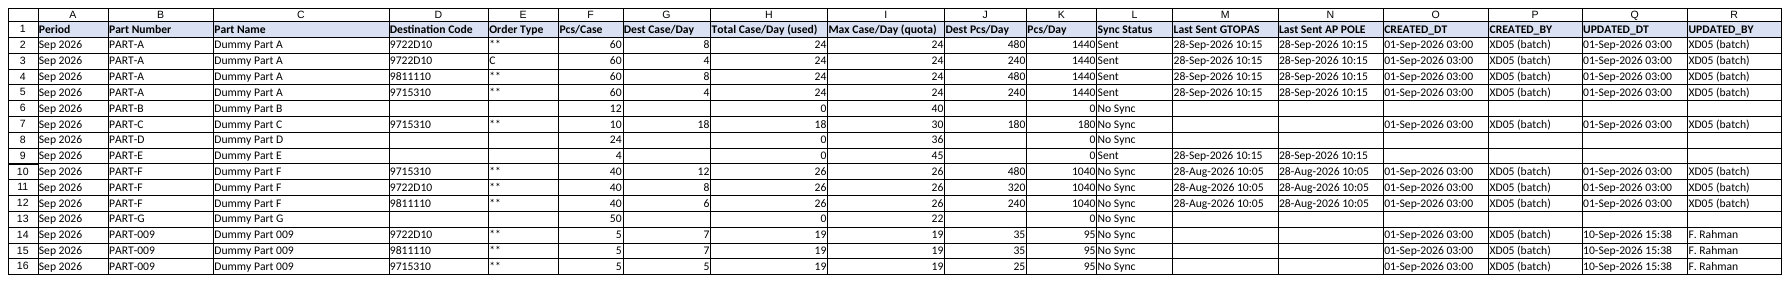 A B C D E F G H I J K L M N O P Q R
1 Period Part Number Part Name Destination Code Order Type Pcs/Case Dest Case/Day Total Case/Day (used) Max Case/Day (quota) Dest Pcs/Day Pcs/Day Sync Status Last Sent GTOPAS Last Sent AP POLE CREATED_DT CREATED_BY UPDATED_DT UPDATED_BY
2 Sep 2026 PART-A Dummy Part A 9722D10 ** 60 8 24 24 480 1440 Sent 28-Sep-2026 10:15 28-Sep-2026 10:15 01-Sep-2026 03:00 XD05 (batch) 01-Sep-2026 03:00 XD05 (batch)
3 Sep 2026 PART-A Dummy Part A 9722D10 C 60 4 24 24 240 1440 Sent 28-Sep-2026 10:15 28-Sep-2026 10:15 01-Sep-2026 03:00 XD05 (batch) 01-Sep-2026 03:00 XD05 (batch)
4 Sep 2026 PART-A Dummy Part A 9811110 ** 60 8 24 24 480 1440 Sent 28-Sep-2026 10:15 28-Sep-2026 10:15 01-Sep-2026 03:00 XD05 (batch) 01-Sep-2026 03:00 XD05 (batch)
5 Sep 2026 PART-A Dummy Part A 9715310 ** 60 4 24 24 240 1440 Sent 28-Sep-2026 10:15 28-Sep-2026 10:15 01-Sep-2026 03:00 XD05 (batch) 01-Sep-2026 03:00 XD05 (batch)
6 Sep 2026 PART-B Dummy Part B 12 0 40 0 No Sync
7 Sep 2026 PART-C Dummy Part C 9715310 ** 10 18 18 30 180 180 No Sync 01-Sep-2026 03:00 XD05 (batch) 01-Sep-2026 03:00 XD05 (batch)
8 Sep 2026 PART-D Dummy Part D 24 0 36 0 No Sync
9 Sep 2026 PART-E Dummy Part E 4 0 45 0 Sent 28-Sep-2026 10:15 28-Sep-2026 10:15
10 Sep 2026 PART-F Dummy Part F 9715310 ** 40 12 26 26 480 1040 No Sync 28-Aug-2026 10:05 28-Aug-2026 10:05 01-Sep-2026 03:00 XD05 (batch) 01-Sep-2026 03:00 XD05 (batch)
11 Sep 2026 PART-F Dummy Part F 9722D10 ** 40 8 26 26 320 1040 No Sync 28-Aug-2026 10:05 28-Aug-2026 10:05 01-Sep-2026 03:00 XD05 (batch) 01-Sep-2026 03:00 XD05 (batch)
12 Sep 2026 PART-F Dummy Part F 9811110 ** 40 6 26 26 240 1040 No Sync 28-Aug-2026 10:05 28-Aug-2026 10:05 01-Sep-2026 03:00 XD05 (batch) 01-Sep-2026 03:00 XD05 (batch)
13 Sep 2026 PART-G Dummy Part G 50 0 22 0 No Sync
14 Sep 2026 PART-009 Dummy Part 009 9722D10 ** 5 7 19 19 35 95 No Sync 01-Sep-2026 03:00 XD05 (batch) 10-Sep-2026 15:38 F. Rahman
15 Sep 2026 PART-009 Dummy Part 009 9811110 ** 5 7 19 19 35 95 No Sync 01-Sep-2026 03:00 XD05 (batch) 10-Sep-2026 15:38 F. Rahman
16 Sep 2026 PART-009 Dummy Part 009 9715310 ** 5 5 19 19 25 95 No Sync 01-Sep-2026 03:00 XD05 (batch) 10-Sep-2026 15:38 F. Rahman